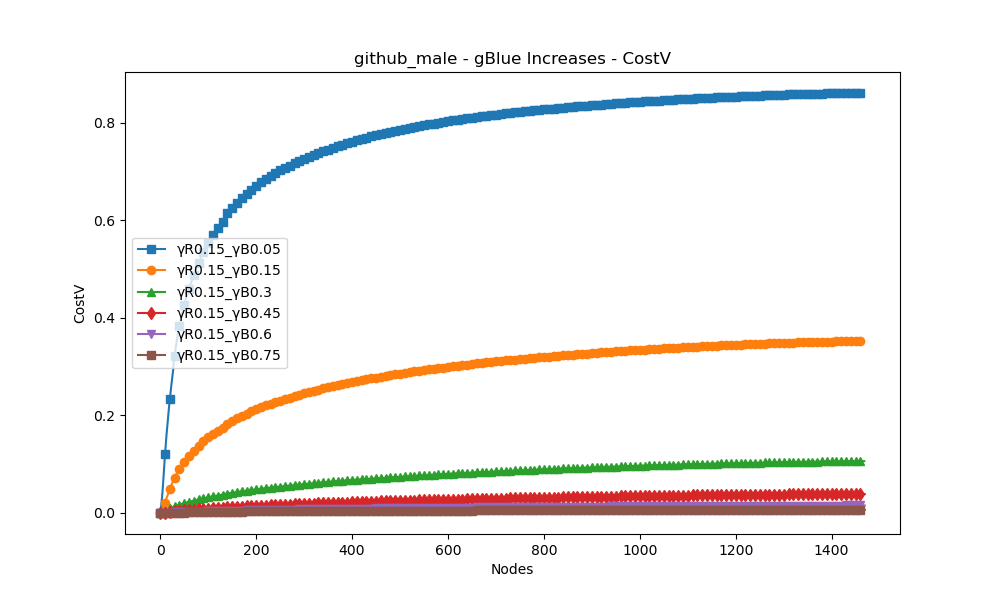 github_male - gBlue Increases - CostV
CostV
0.8
0.6
0.4
0.2
0.0
γR0.15_γB0.05
γR0.15_γB0.15
γR0.15_γB0.3
γR0.15_γB0.45
γR0.15_γB0.6
γR0.15_γB0.75
0 200 400 600 800 1000 1200 1400
Nodes